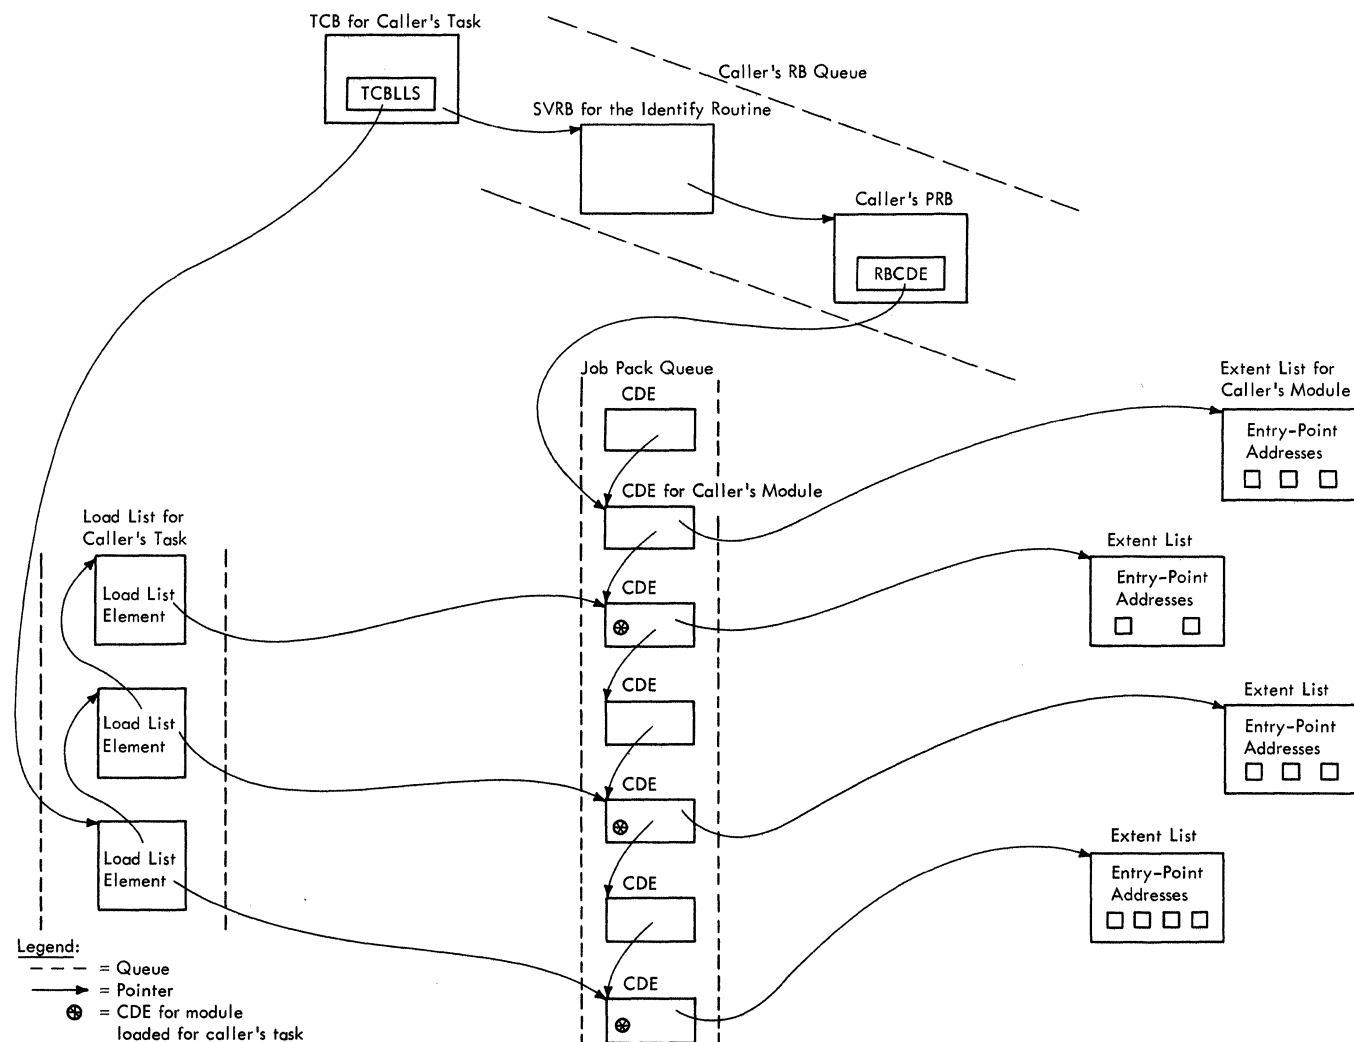 TCB for Caller's Task
TCBLLS
Caller's RB Queue
SVRB for the Identify Routine
Caller's PRB
RBCDE
Job Pack Queue
CDE
Extent List for
Caller's Module
Entry-Point
Addresses
CDE for Caller's Module
Load List for
Caller's Task
Extent List
Entry-Point
Addresses
CDE
Load List
Element
CDE
Extent List
Entry-Point
Addresses
Load List
Element
CDE
Extent List
Entry-Point
Addresses
Load List
Element
CDE
CDE
Legend:
= Queue
= Pointer
= CDE for module
loaded for caller's task